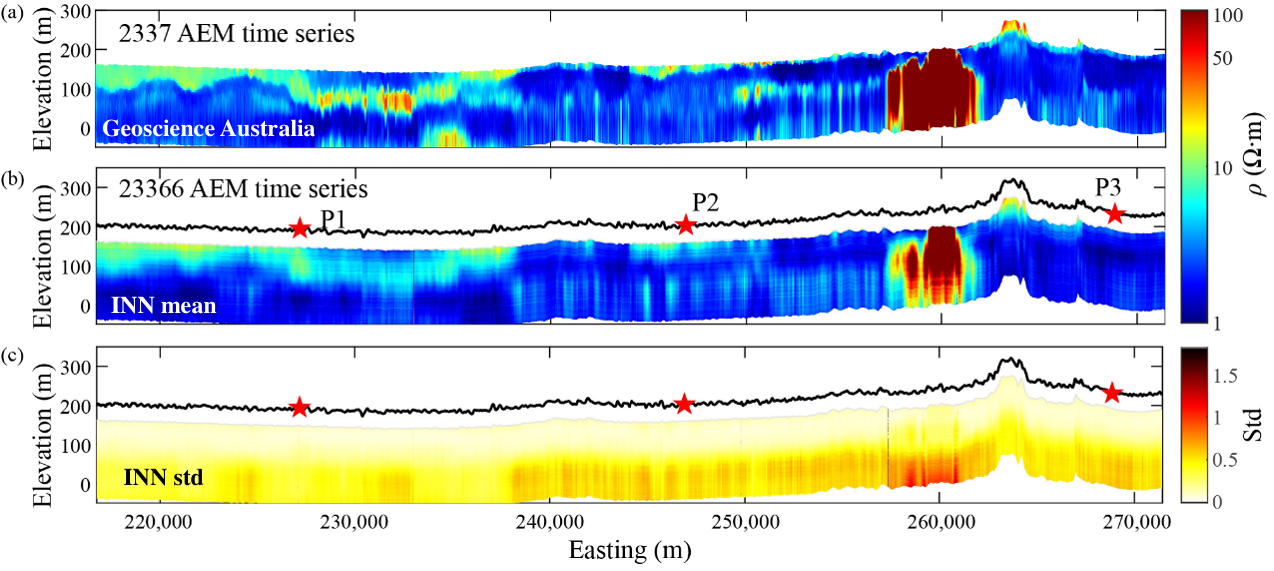 (a)
300
200
100
0
Elevation (m)
2337 AEM time series
Geoscience Australia
100
50
10
1
ρ (Ω·m)
(b)
300
200
100
0
Elevation (m)
23366 AEM time series
P1
P2
P3
INN mean
(c)
300
200
100
0
Elevation (m)
INN std
1.5
1
0.5
0
Std
220,000 230,000 240,000 250,000 260,000 270,000
Easting (m)